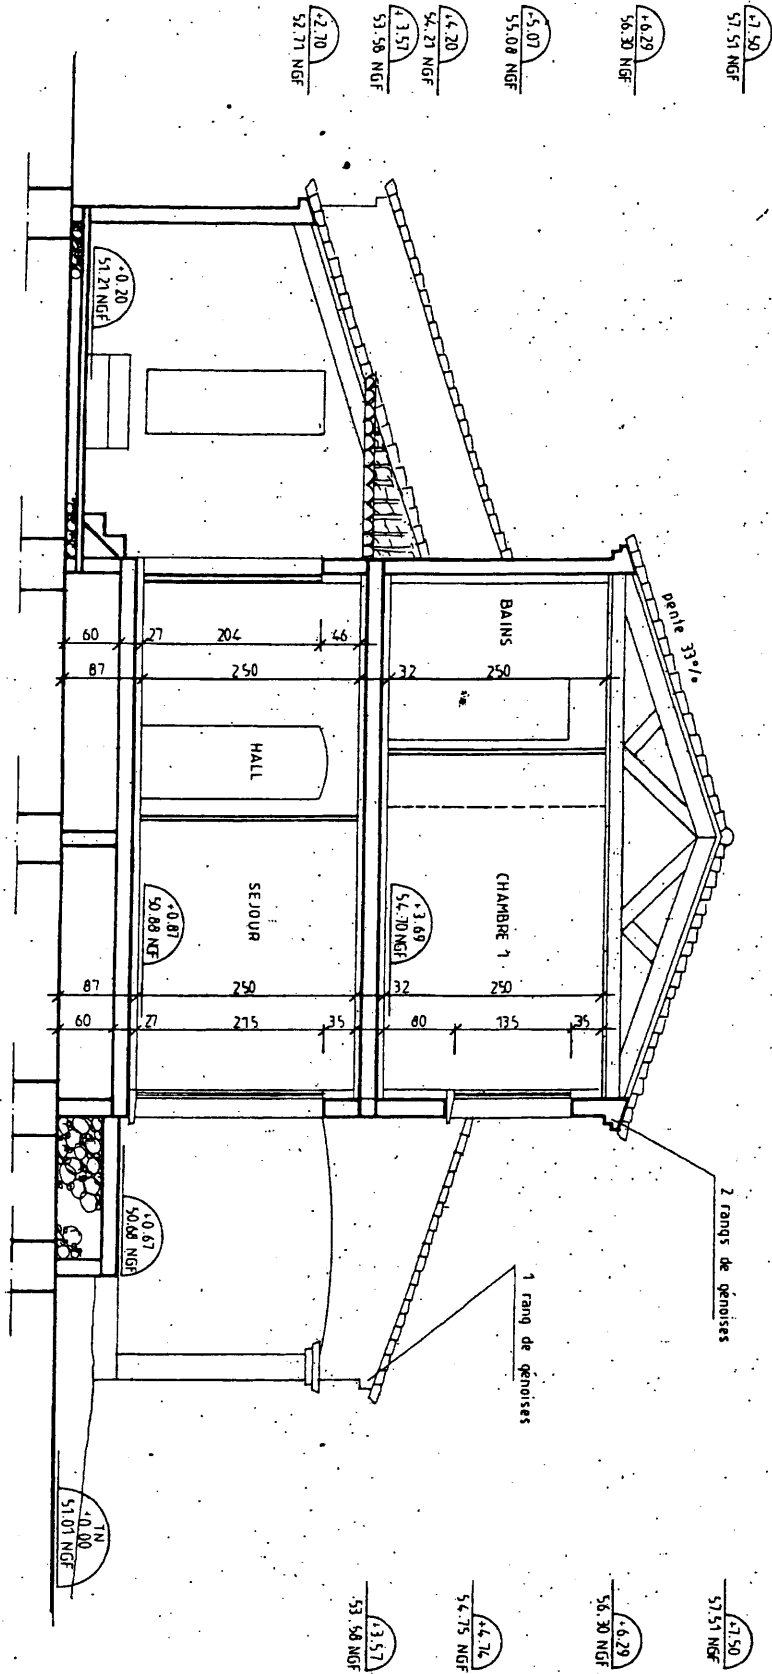 +7.50
57.51 NGF
+6.29
56.30 NGF
+5.07
55.08 NGF
+4.20
54.21 NGF
+3.57
53.58 NGF
+2.70
52.71 NGF
+0.20
51.21 NGF
pente 33%
BAINS
60
27
204
46
87
250
32
250
HALL
SEJOUR
CHAMBRE 1
+0.87
50.88 NGF
+3.69
54.70 NGF
87
250
32
250
60
27
215
35
80
135
35
2 rangs de génoises
1 rang de génoises
+0.67
50.68 NGF
TN
+0.00
51.01 NGF
+7.50
57.51 NGF
+6.29
56.30 NGF
+4.74
54.75 NGF
+3.57
53.58 NGF